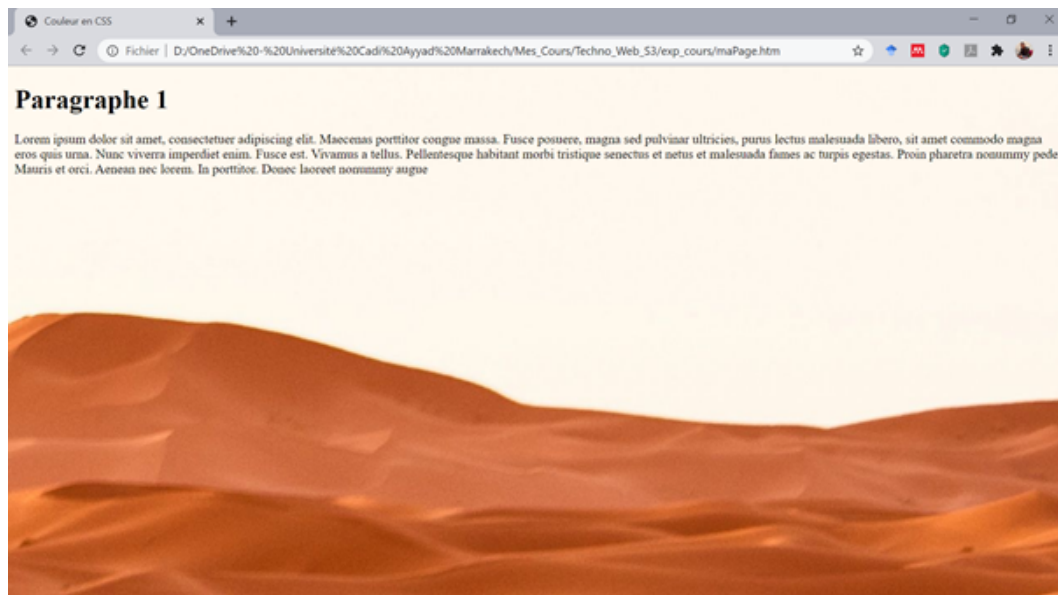 Couleur en CSS
Fichier | D:/OneDrive%20-%20Université%20Cadi%20Ayyad%20Marrakech/Mes_Cours/Techno_Web_S3/exp_cours/maPage.htm
Paragraphe 1
Lorem ipsum dolor sit amet, consectetuer adipiscing elit. Maecenas porttitor congue massa. Fusce posuere, magna sed pulvinar ultricies, purus lectus malesuada libero, sit amet commodo magna
eros quis urna. Nunc viverra imperdiet enim. Fusce est. Vivamus a tellus. Pellentesque habitant morbi tristique senectus et netus et malesuada fames ac turpis egestas. Proin pharetra nonummy pede
Mauris et orci. Aenean nec lorem. In porttitor. Donec laoreet nonummy augue